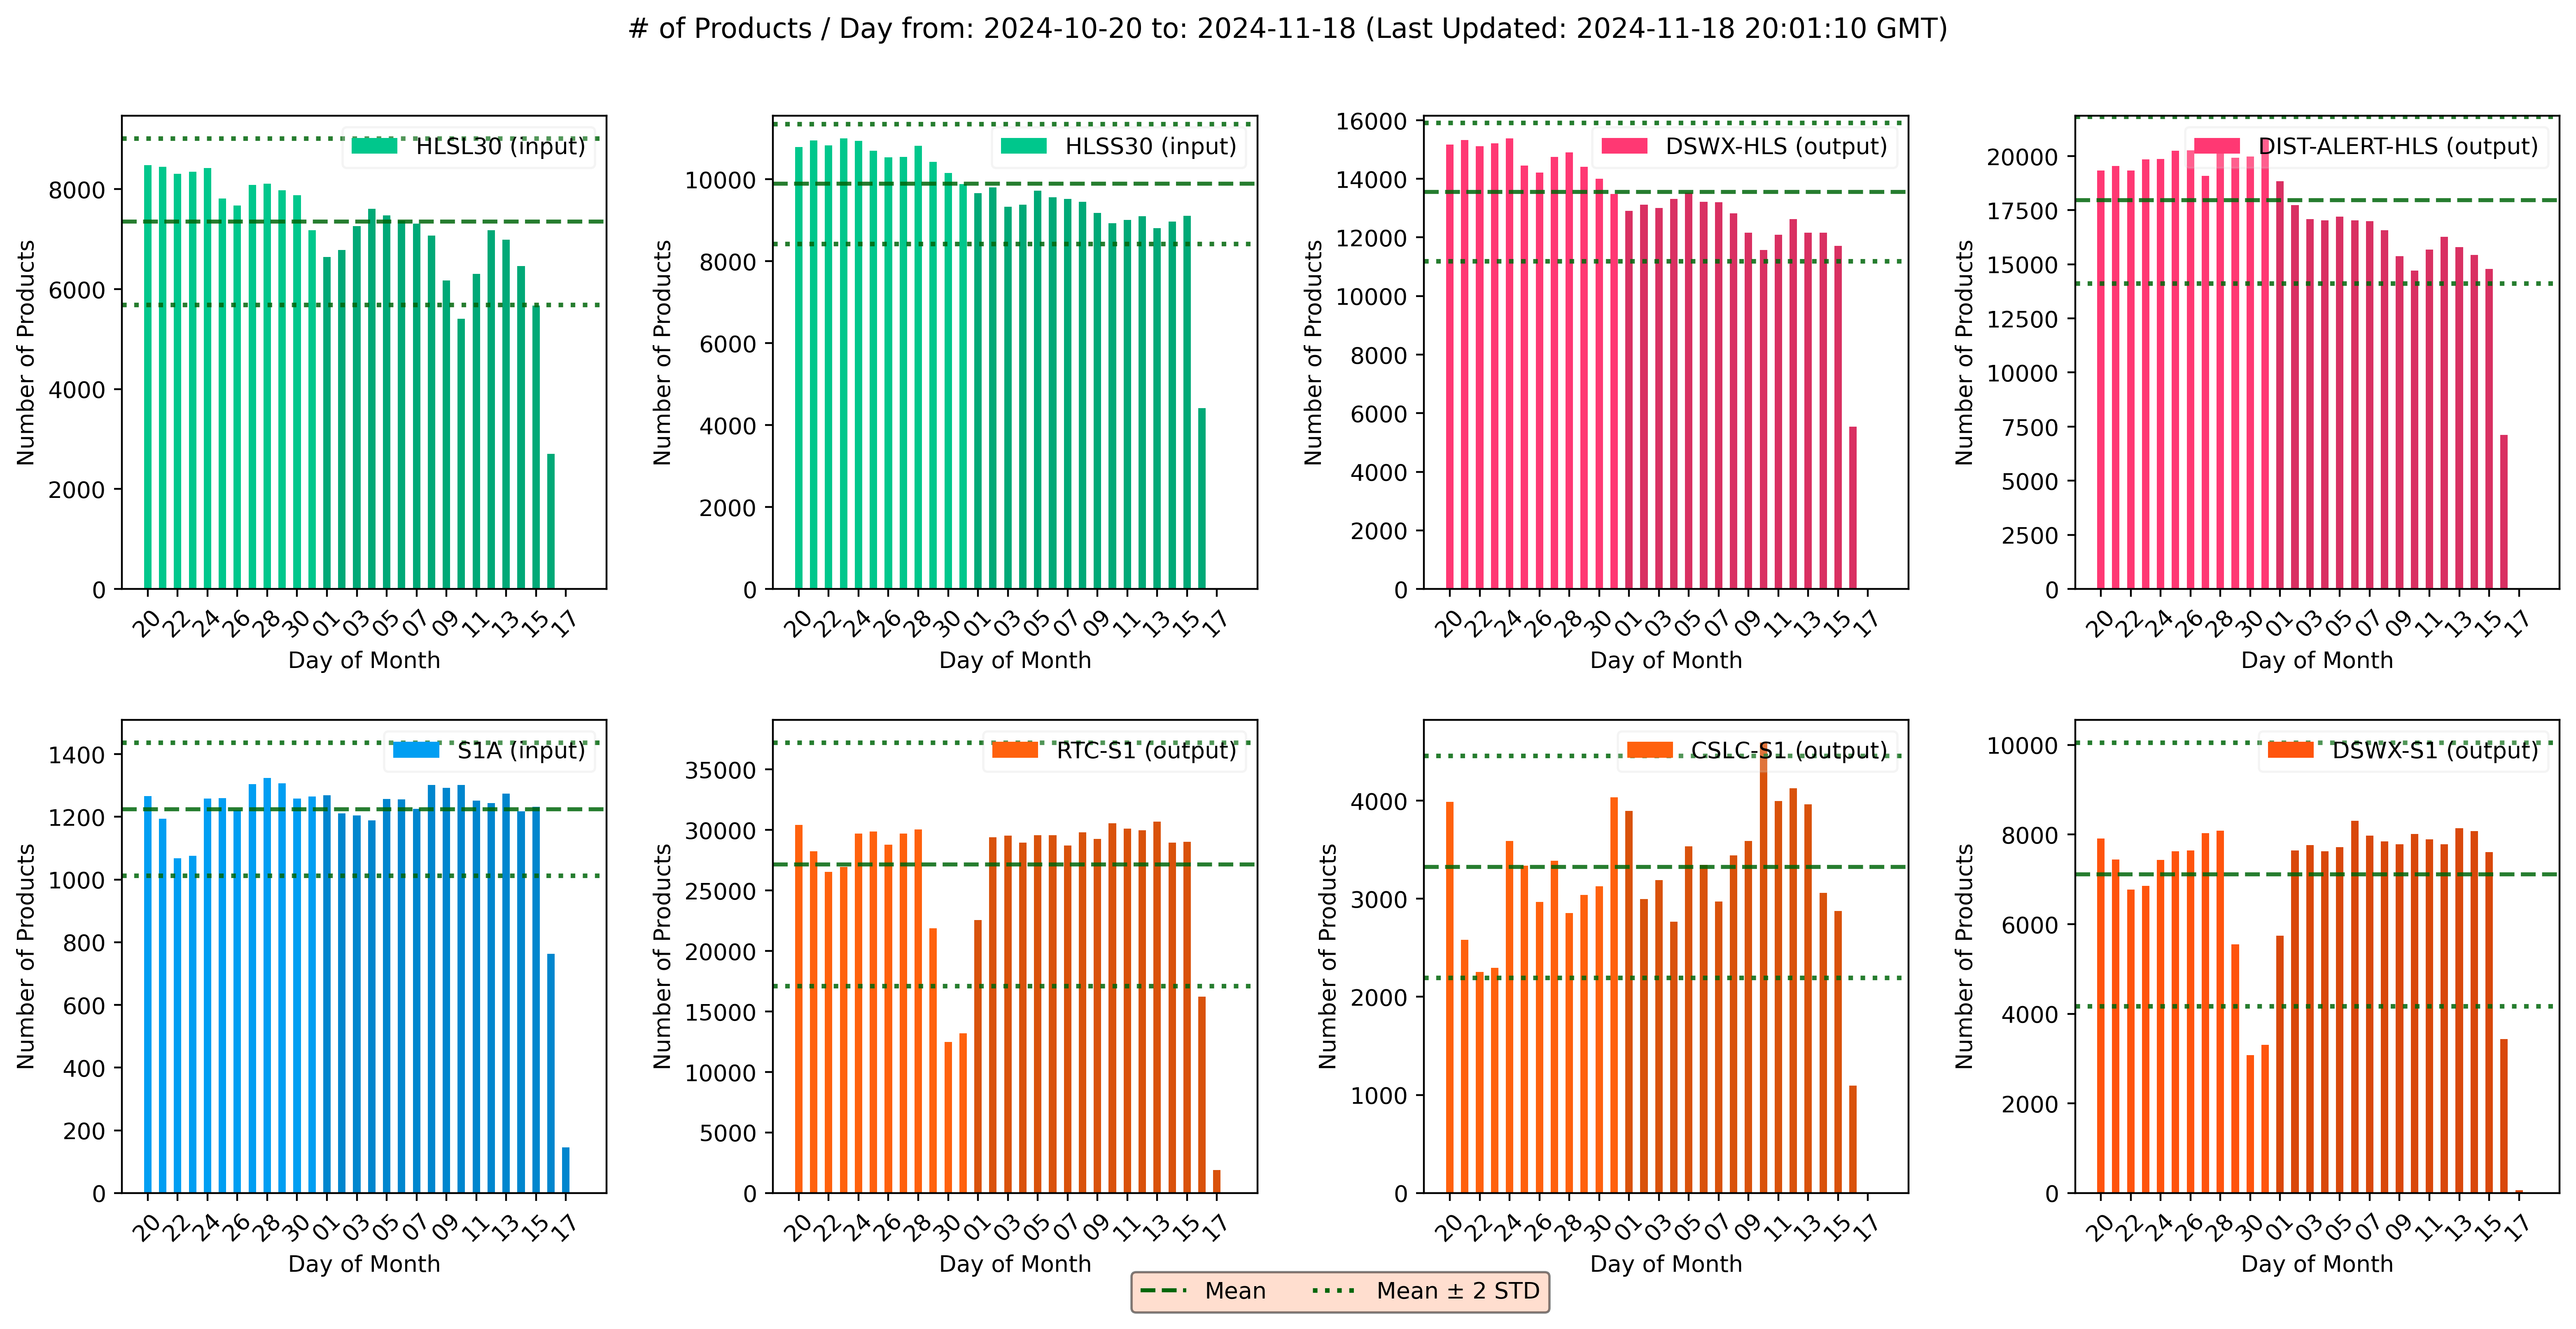 # of Products / Day from: 2024-10-20 to: 2024-11-18 (Last Updated: 2024-11-18 20:01:10 GMT)
HLSL30 (input)
Number of Products
8000
6000
4000
2000
0
20 22 24 26 28 30 01 03 05 07 09 11 13 15 17
Day of Month
HLSS30 (input)
Number of Products
10000
8000
6000
4000
2000
0
20 22 24 26 28 30 01 03 05 07 09 11 13 15 17
Day of Month
DSWX-HLS (output)
Number of Products
16000
14000
12000
10000
8000
6000
4000
2000
0
20 22 24 26 28 30 01 03 05 07 09 11 13 15 17
Day of Month
DIST-ALERT-HLS (output)
Number of Products
20000
17500
15000
12500
10000
7500
5000
2500
0
20 22 24 26 28 30 01 03 05 07 09 11 13 15 17
Day of Month
S1A (input)
Number of Products
1400
1200
1000
800
600
400
200
0
20 22 24 26 28 30 01 03 05 07 09 11 13 15 17
Day of Month
RTC-S1 (output)
Number of Products
35000
30000
25000
20000
15000
10000
5000
0
20 22 24 26 28 30 01 03 05 07 09 11 13 15 17
Day of Month
CSLC-S1 (output)
Number of Products
4000
3000
2000
1000
0
20 22 24 26 28 30 01 03 05 07 09 11 13 15 17
Day of Month
DSWX-S1 (output)
Number of Products
10000
8000
6000
4000
2000
0
20 22 24 26 28 30 01 03 05 07 09 11 13 15 17
Day of Month
Mean Mean ± 2 STD